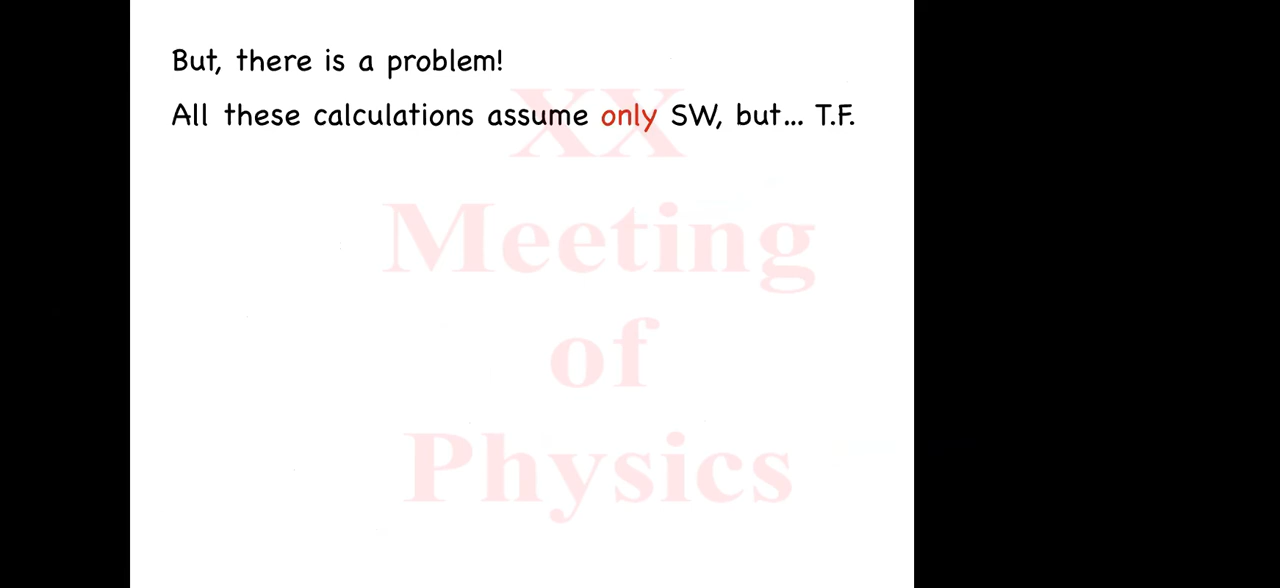 But, there is a problem!
All these calculations assume only SW, but... T.F.
XX
Meeting
of
Physics